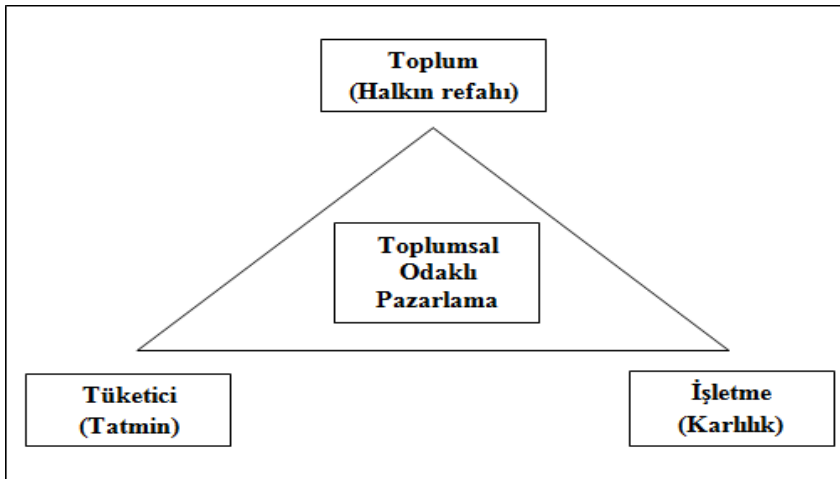 Toplum
(Halkın refahı)
Toplumsal
Odaklı
Pazarlama
Tüketici
(Tatmin)
İşletme
(Karlılık)